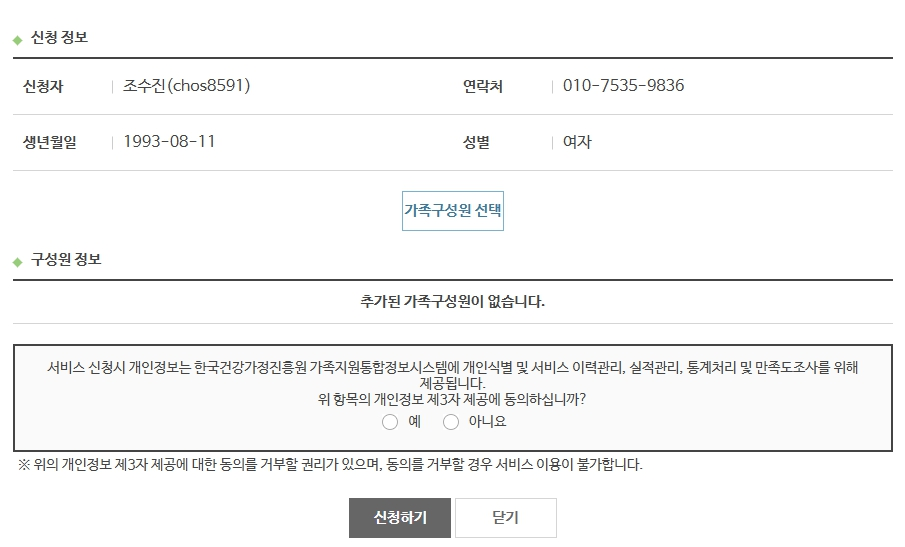 신청 정보
신청자 조수진(chos8591) 연락처 010-7535-9836
생년월일 1993-08-11 성별 여자
가족구성원 선택
구성원 정보
추가된 가족구성원이 없습니다.
서비스 신청시 개인정보는 한국건강가정진흥원 가족지원통합정보시스템에 개인식별 및 서비스 이력관리, 실적관리, 통계처리 및 만족도조사를 위해
제공됩니다.
위 항목의 개인정보 제3자 제공에 동의하십니까?
예 아니요
※ 위의 개인정보 제3자 제공에 대한 동의를 거부할 권리가 있으며, 동의를 거부할 경우 서비스 이용이 불가합니다.
신청하기 닫기